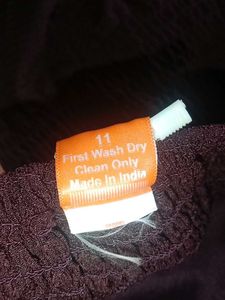 11
First Wash Dry
Clean Only
Made in India